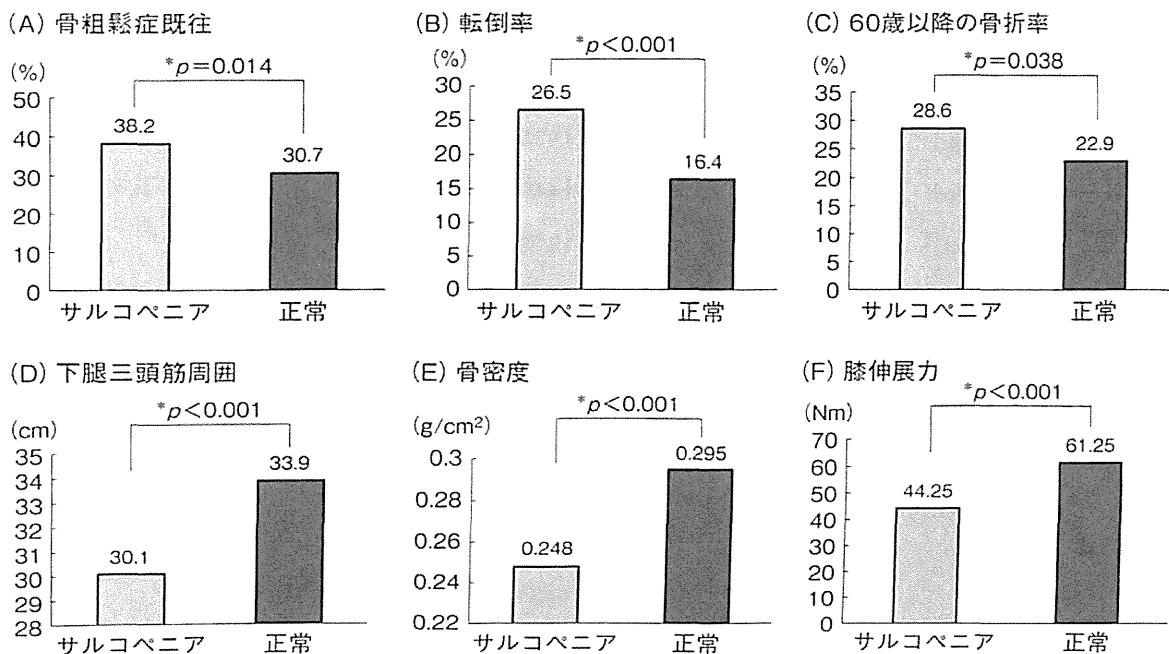 (A) 骨粗鬆症既往
(%)
*p=0.014
50
40
30
20
10
0
38.2
30.7
サルコペニア
正常
(B) 転倒率
(%)
*p<0.001
30
25
20
15
10
5
0
26.5
16.4
サルコペニア
正常
(C) 60歳以降の骨折率
(%)
*p=0.038
35
30
25
20
15
10
5
0
28.6
22.9
サルコペニア
正常
(D) 下腿三頭筋周囲
(cm)
*p<0.001
35
34
33
32
31
30
29
28
30.1
33.9
サルコペニア
正常
(E) 骨密度
(g/cm²)
*p<0.001
0.3
0.28
0.26
0.24
0.22
0.248
0.295
サルコペニア
正常
(F) 膝伸展力
(Nm)
*p<0.001
70
60
50
40
30
20
10
0
44.25
61.25
サルコペニア
正常